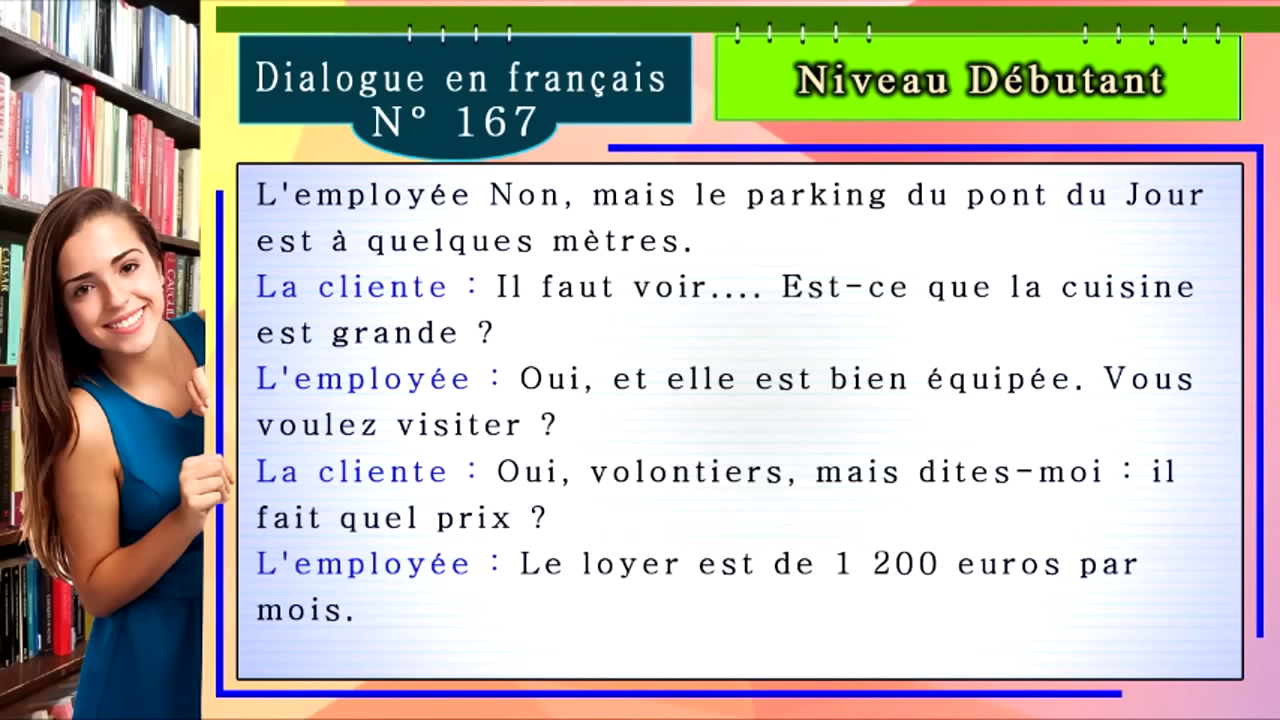 Dialogue en français
N° 167
Niveau Débutant
L'employée Non, mais le parking du pont du Jour
est à quelques mètres.
La cliente : Il faut voir.... Est-ce que la cuisine
est grande ?
L'employée : Oui, et elle est bien équipée. Vous
voulez visiter ?
La cliente : Oui, volontiers, mais dites-moi : il
fait quel prix ?
L'employée : Le loyer est de 1 200 euros par
mois.